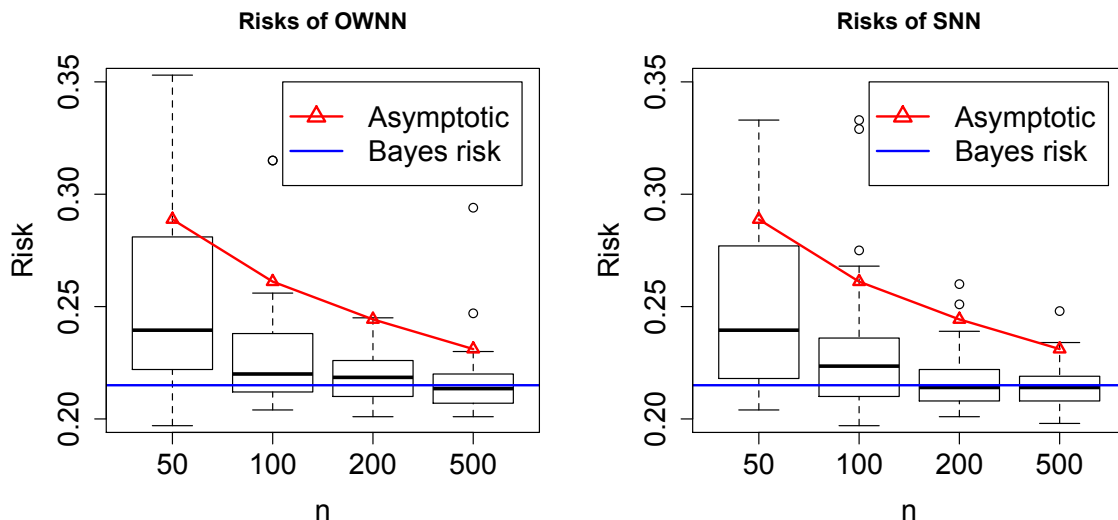 Risks of OWNN
0.35
0.30
0.25
0.20
Risk
Asymptotic
Bayes risk
50 100 200 500
n
Risks of SNN
0.35
0.30
0.25
0.20
Risk
Asymptotic
Bayes risk
50 100 200 500
n